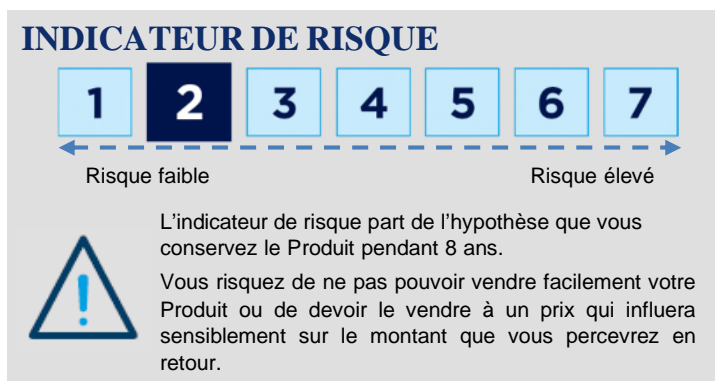 INDICATEUR DE RISQUE
1 2 3 4 5 6 7
Risque faible Risque élevé
L'indicateur de risque part de l'hypothèse que vous
conservez le Produit pendant 8 ans.
Vous risquez de ne pas pouvoir vendre facilement votre
Produit ou de devoir le vendre à un prix qui influera
sensiblement sur le montant que vous percevrez en
retour.